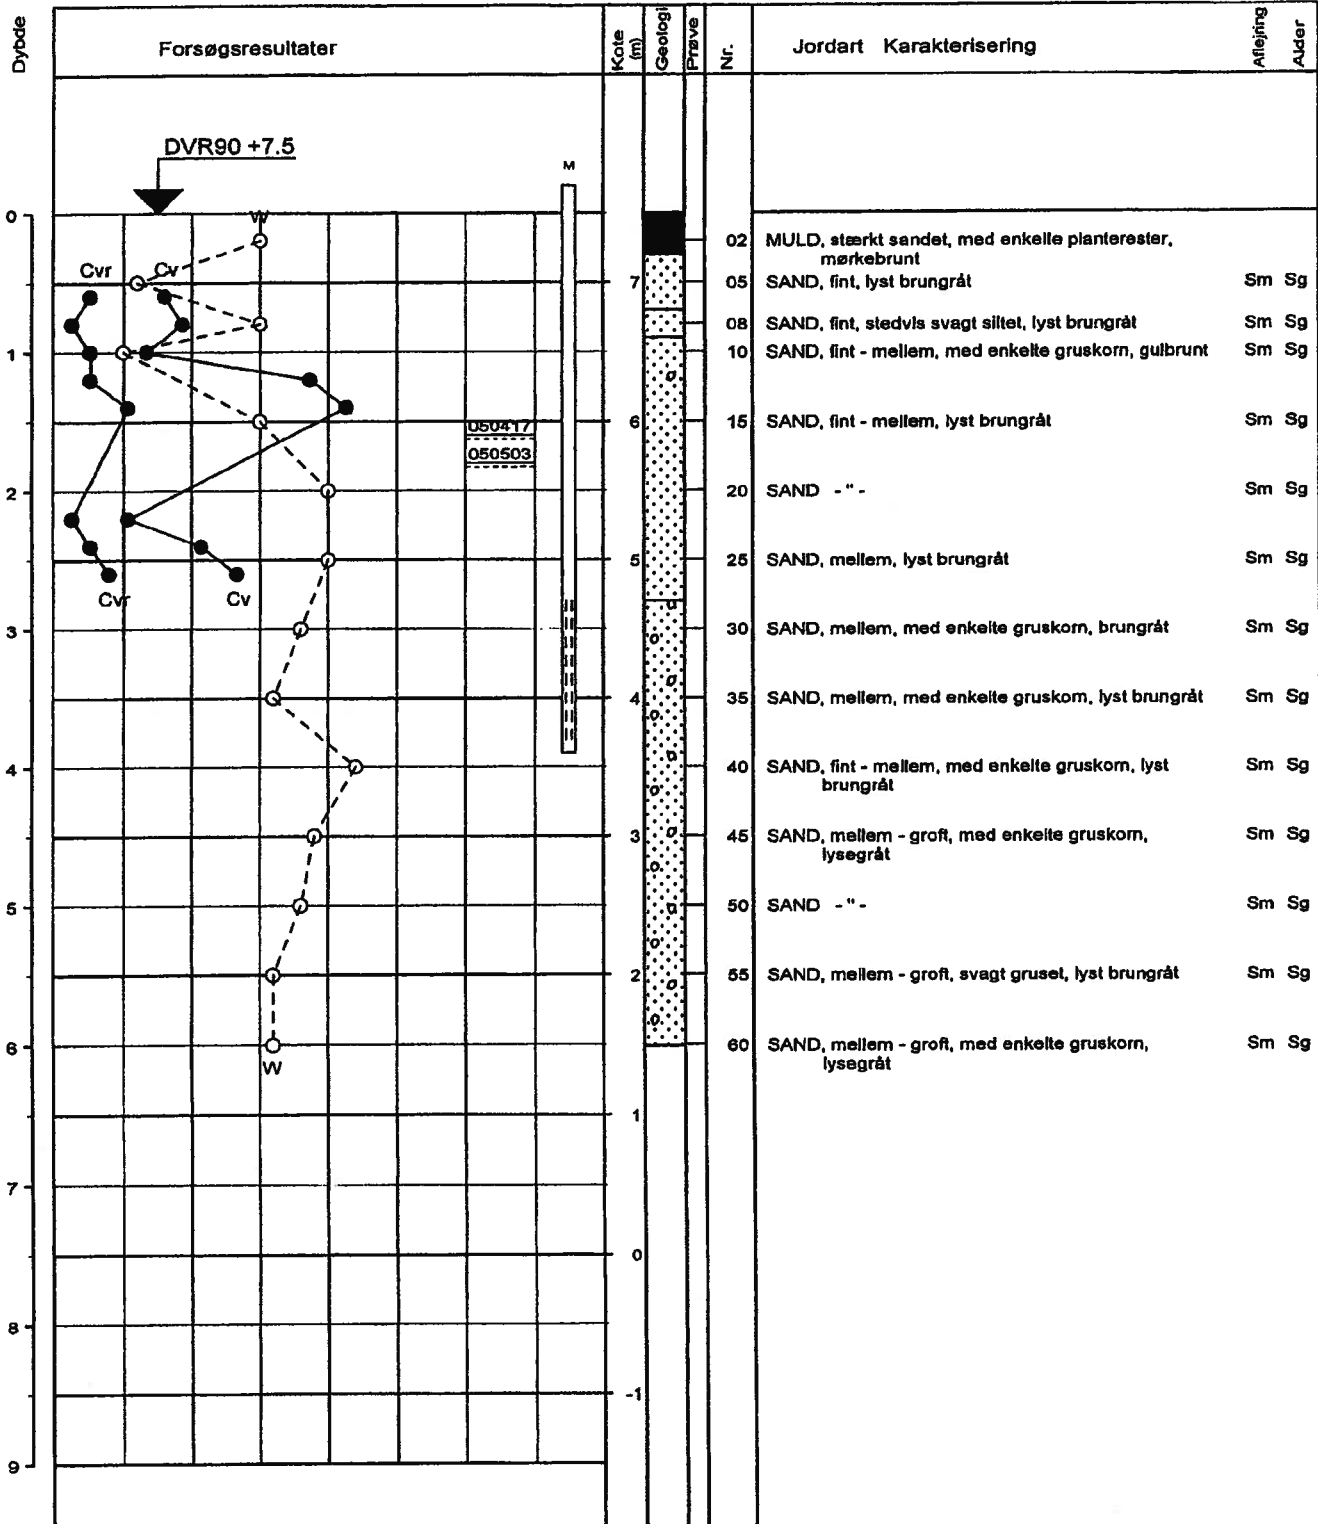 Dybde
Forsøgsresultater
Kote (m)
Geologi
Prøve
Nr.
Jordart Karakterisering
Aflejring
Alder
DVR90 +7.5
M
0
W
02 MULD, stærkt sandet, med enkelte planterester,
mørkebrunt
Cvr
Cv
7
05 SAND, fint, lyst brungråt Sm Sg
08 SAND, fint, stedvis svagt siltet, lyst brungråt Sm Sg
1
10 SAND, fint - mellem, med enkelte gruskorn, gulbrunt Sm Sg
6
15 SAND, fint - mellem, lyst brungråt Sm Sg
050417
050503
2
20 SAND - " - Sm Sg
5
25 SAND, mellem, lyst brungråt Sm Sg
Cvr
Cv
3
30 SAND, mellem, med enkelte gruskorn, brungråt Sm Sg
4
35 SAND, mellem, med enkelte gruskorn, lyst brungråt Sm Sg
4
40 SAND, fint - mellem, med enkelte gruskorn, lyst Sm Sg
brungråt
3
45 SAND, mellem - groft, med enkelte gruskorn, Sm Sg
lysegråt
5
50 SAND - " - Sm Sg
2
55 SAND, mellem - groft, svagt gruset, lyst brungråt Sm Sg
6
60 SAND, mellem - groft, med enkelte gruskorn, Sm Sg
lysegråt
W
1
7
0
8
-1
9